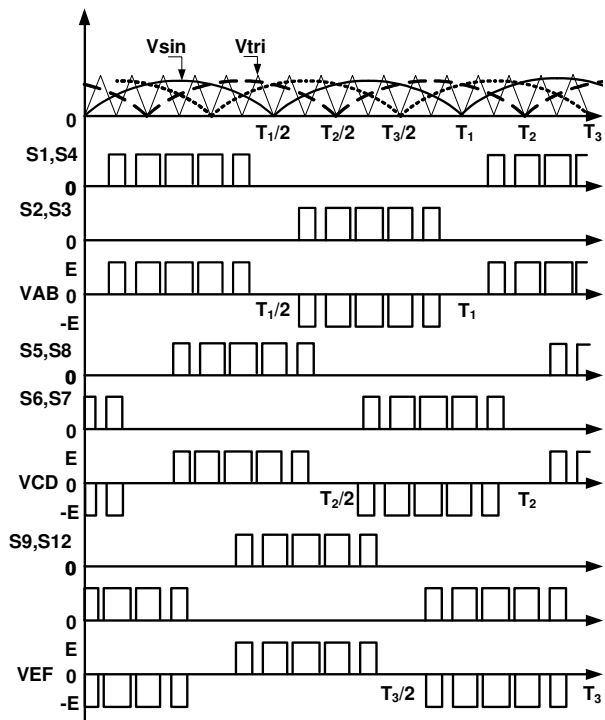 Vsin Vtri
0 T1/2 T2/2 T3/2 T1 T2 T3
S1,S4
0
S2,S3
0
E
VAB 0 T1/2 T1
-E
S5,S8
0
S6,S7
0
E
VCD 0 T2/2 T2
-E
S9,S12
0
0
E
VEF 0 T3/2 T3
-E